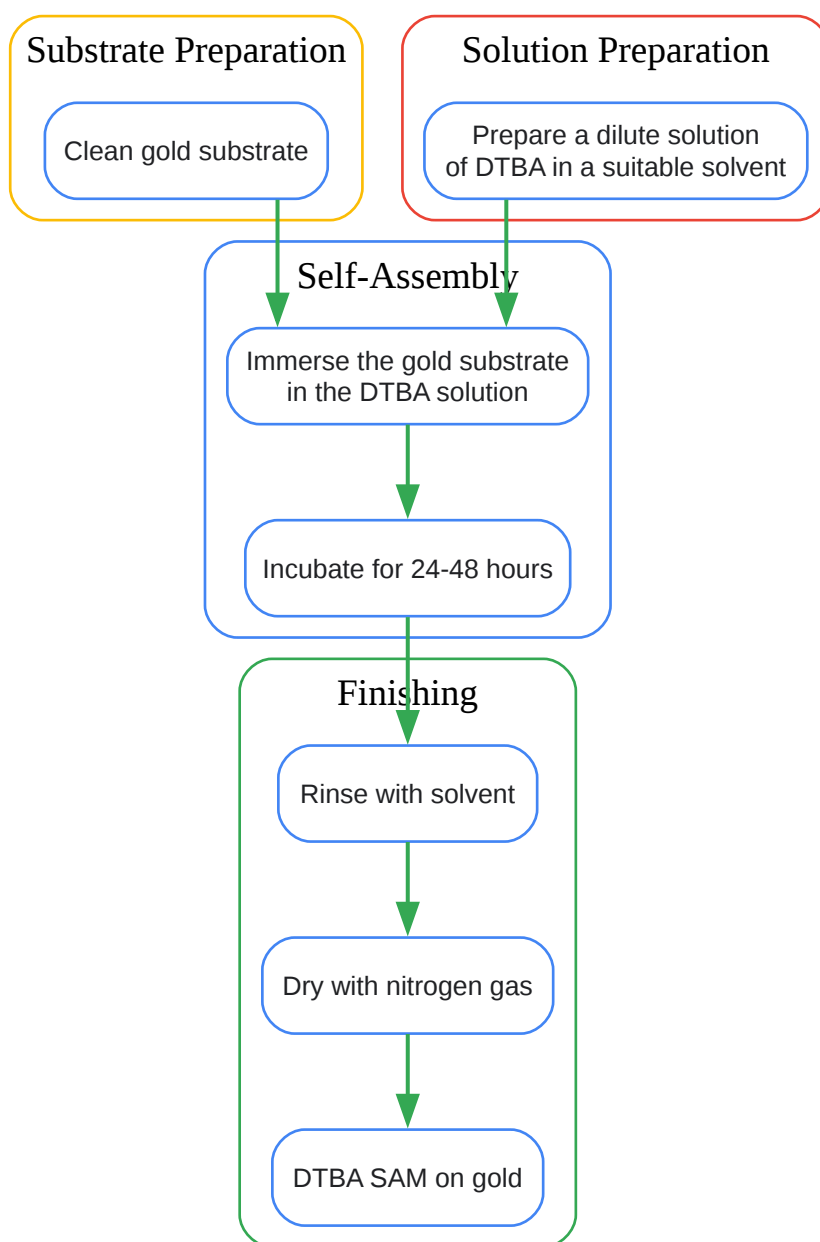 Substrate Preparation
Clean gold substrate
Solution Preparation
Prepare a dilute solution
of DTBA in a suitable solvent
Self-Assembly
Immerse the gold substrate
in the DTBA solution
Incubate for 24-48 hours
Finishing
Rinse with solvent
Dry with nitrogen gas
DTBA SAM on gold